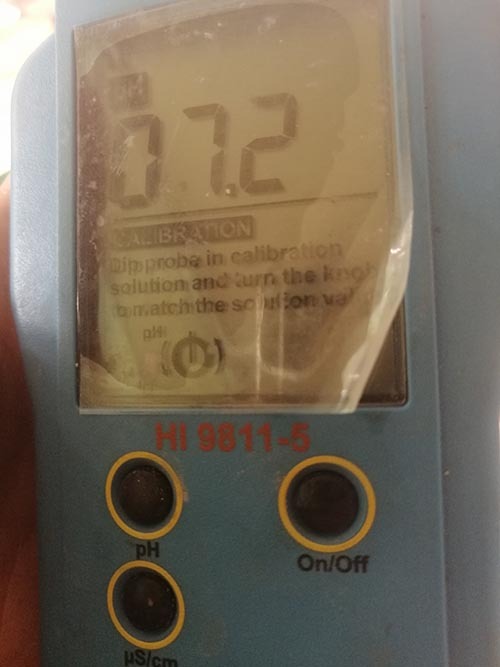 pH
07.2
CALIBRATION
Dip probe in calibration
solution and turn the knob
to match the solution
pH
HI 9811-5
pH
On/Off
µS/cm